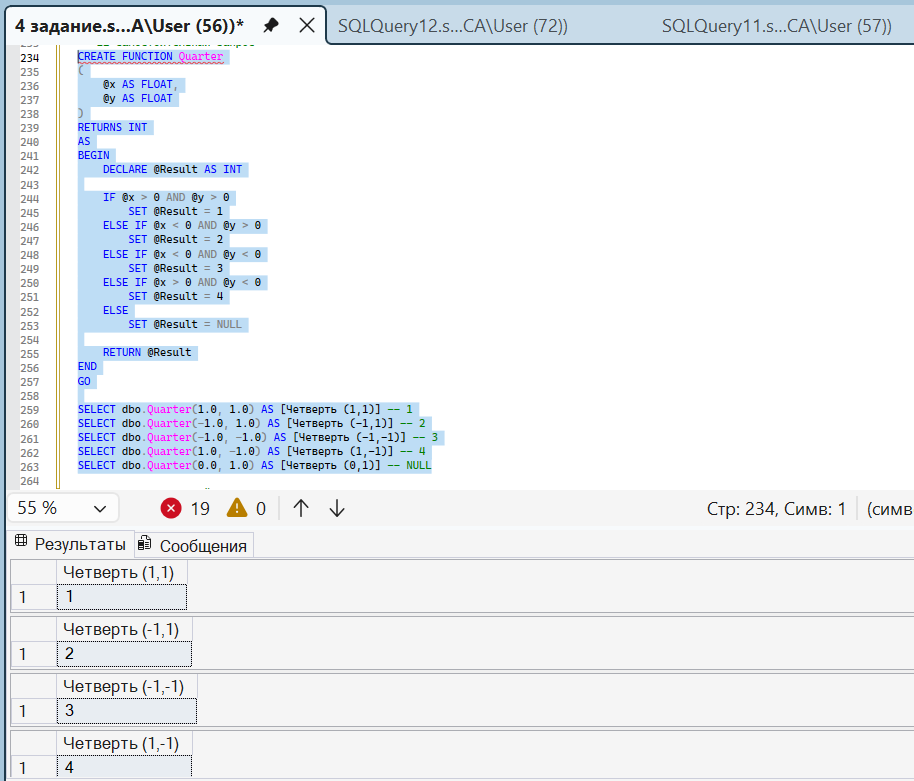 4 задание.s...A\User (56))* SQLQuery12.s...CA\User (72)) SQLQuery11.s...CA\User (57))
234 CREATE FUNCTION Quarter
235 (
236 @x AS FLOAT,
237 @y AS FLOAT
238 )
239 RETURNS INT
240 AS
241 BEGIN
242 DECLARE @Result AS INT
243
244 IF @x > 0 AND @y > 0
245 SET @Result = 1
246 ELSE IF @x < 0 AND @y > 0
247 SET @Result = 2
248 ELSE IF @x < 0 AND @y < 0
249 SET @Result = 3
250 ELSE IF @x > 0 AND @y < 0
251 SET @Result = 4
252 ELSE
253 SET @Result = NULL
254
255 RETURN @Result
256 END
257 GO
258
259 SELECT dbo.Quarter(1.0, 1.0) AS [Четверть (1,1)] -- 1
260 SELECT dbo.Quarter(-1.0, 1.0) AS [Четверть (-1,1)] -- 2
261 SELECT dbo.Quarter(-1.0, -1.0) AS [Четверть (-1,-1)] -- 3
262 SELECT dbo.Quarter(1.0, -1.0) AS [Четверть (1,-1)] -- 4
263 SELECT dbo.Quarter(0.0, 1.0) AS [Четверть (0,1)] -- NULL
264
55 % 19 0 Стр: 234, Симв: 1 (симв
Результаты Сообщения
Четверть (1,1)
1 1
Четверть (-1,1)
1 2
Четверть (-1,-1)
1 3
Четверть (1,-1)
1 4